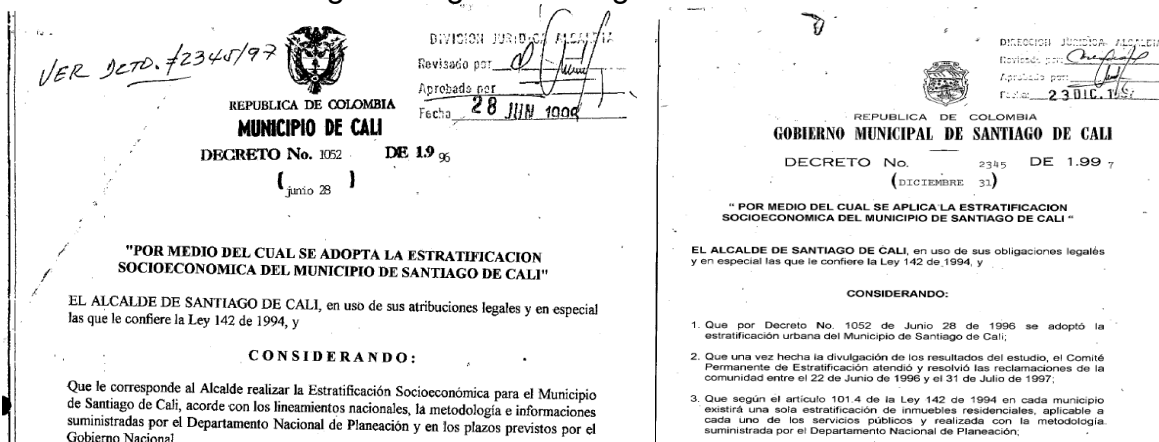 VER DCTO. #2345/97
DIVISION JURIDICA ALCALDIA
Revisado por
Aprobado por
Fecha 28 JUN 1996
REPUBLICA DE COLOMBIA
MUNICIPIO DE CALI
DECRETO No. 1052 DE 1.9 96
( junio 28 )
"POR MEDIO DEL CUAL SE ADOPTA LA ESTRATIFICACION
SOCIOECONOMICA DEL MUNICIPIO DE SANTIAGO DE CALI"
EL ALCALDE DE SANTIAGO DE CALI, en uso de sus atribuciones legales y en especial
las que le confiere la Ley 142 de 1994, y
CONSIDERANDO:
Que le corresponde al Alcalde realizar la Estratificación Socioeconómica para el Municipio
de Santiago de Cali, acorde con los lineamientos nacionales, la metodología e informaciones
suministradas por el Departamento Nacional de Planeación y en los plazos previstos por el
Gobierno Nacional
DIRECCION JURIDICA ALCALDIA
Revisado por:
Aprobado por:
Fecha: 23 DIC.
REPUBLICA DE COLOMBIA
GOBIERNO MUNICIPAL DE SANTIAGO DE CALI
DECRETO No. 2345 DE 1.99 7
(DICIEMBRE 31)
" POR MEDIO DEL CUAL SE APLICA LA ESTRATIFICACION
SOCIOECONOMICA DEL MUNICIPIO DE SANTIAGO DE CALI "
EL ALCALDE DE SANTIAGO DE CALI, en uso de sus obligaciones legales
y en especial las que le confiere la Ley 142 de 1994, y
CONSIDERANDO:
1. Que por Decreto No. 1052 de Junio 28 de 1996 se adoptó la
estratificación urbana del Municipio de Santiago de Cali;
2. Que una vez hecha la divulgación de los resultados del estudio, el Comité
Permanente de Estratificación atendió y resolvió las reclamaciones de la
comunidad entre el 22 de Junio de 1996 y el 31 de Julio de 1997;
3. Que según el artículo 101.4 de la Ley 142 de 1994 en cada municipio
existirá una sola estratificación de inmuebles residenciales, aplicable a
cada uno de los servicios públicos y realizada con la metodología
suministrada por el Departamento Nacional de Planeación;